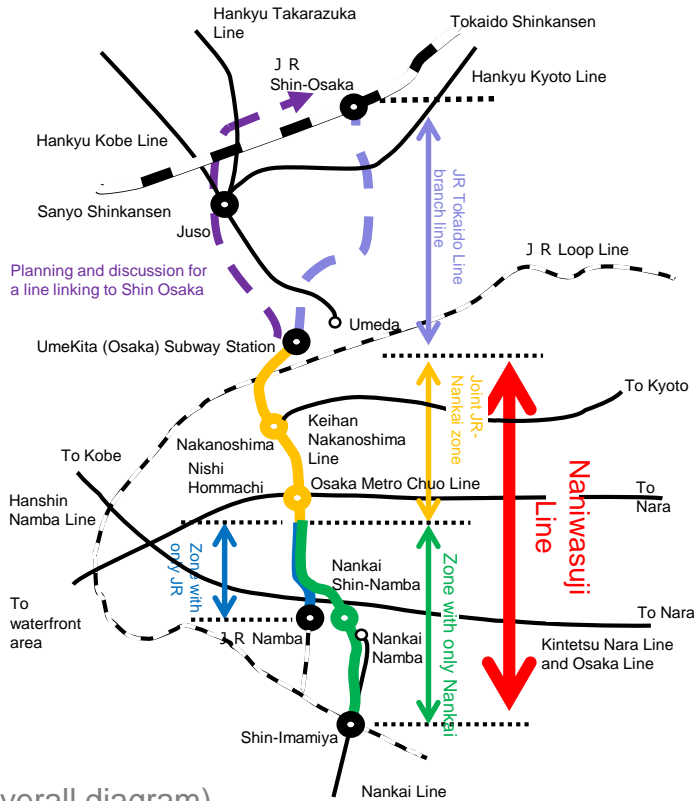 Hankyu Takarazuka
Line
Tokaido Shinkansen
J R
Shin-Osaka
Hankyu Kyoto Line
Hankyu Kobe Line
JR Tokaido Line
branch line
Sanyo Shinkansen
Juso
J R Loop Line
Planning and discussion for
a line linking to Shin Osaka
Umeda
UmeKita (Osaka) Subway Station
Joint JR-
Nankai zone
To Kyoto
Keihan
Nakanoshima
Line
Nakanoshima
To Kobe
Nishi
Hommachi
Osaka Metro Chuo Line
Naniwasuji
Line
To
Nara
Hanshin
Namba Line
Zone with
only JR
Nankai
Shin-Namba
Zone with only Nankai
To
waterfront
area
J R Namba
Nankai
Namba
To Nara
Kintetsu Nara Line
and Osaka Line
Shin-Imamiya
Nankai Line
verall diagram)